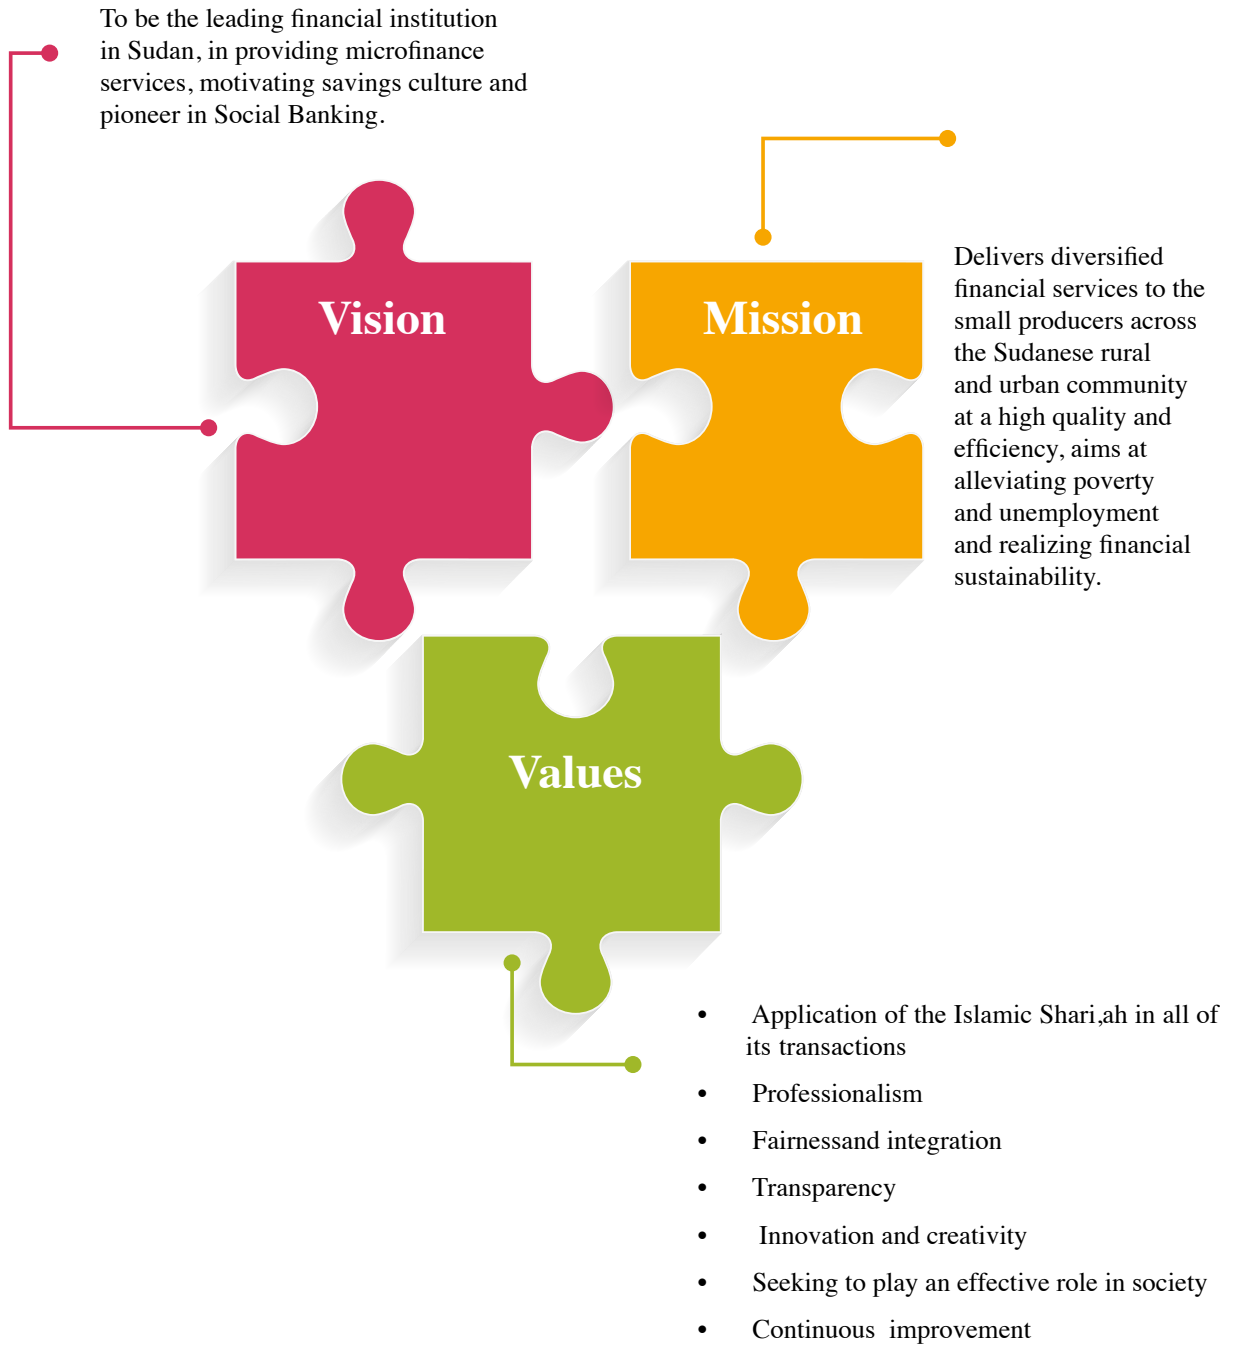 To be the leading financial institution
in Sudan, in providing microfinance
services, motivating savings culture and
pioneer in Social Banking.
Vision
Mission
Delivers diversified
financial services to the
small producers across
the Sudanese rural
and urban community
at a high quality and
efficiency, aims at
alleviating poverty
and unemployment
and realizing financial
sustainability.
Values
• Application of the Islamic Shari,ah in all of
its transactions
• Professionalism
• Fairnessand integration
• Transparency
• Innovation and creativity
• Seeking to play an effective role in society
• Continuous  improvement